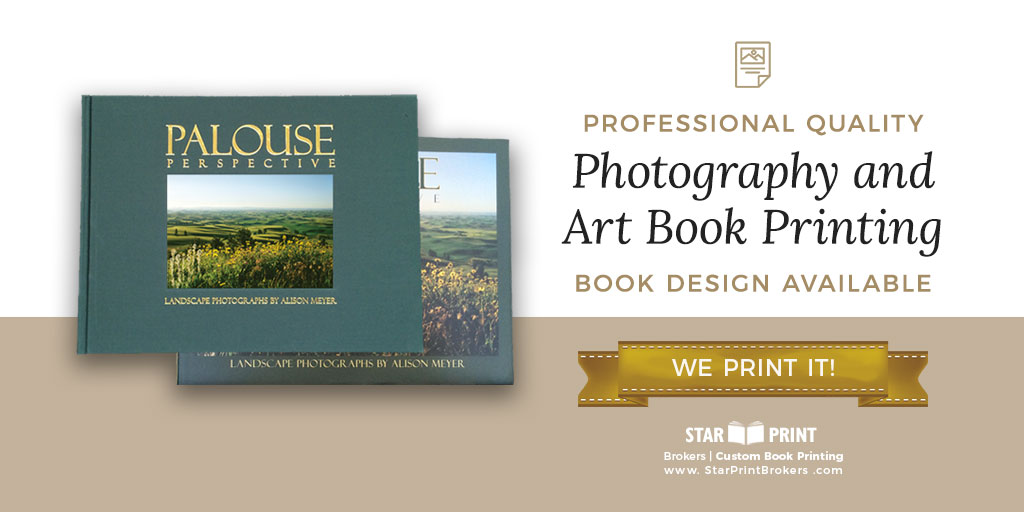 PALOUSE
PERSPECTIVE
LANDSCAPE PHOTOGRAPHS BY ALISON MEYER
E
VE
LANDSCAPE PHOTOGRAPHS BY ALISON MEYER
PROFESSIONAL QUALITY
Photography and
Art Book Printing
BOOK DESIGN AVAILABLE
WE PRINT IT!
STAR PRINT
Brokers | Custom Book Printing
www. StarPrintBrokers .com